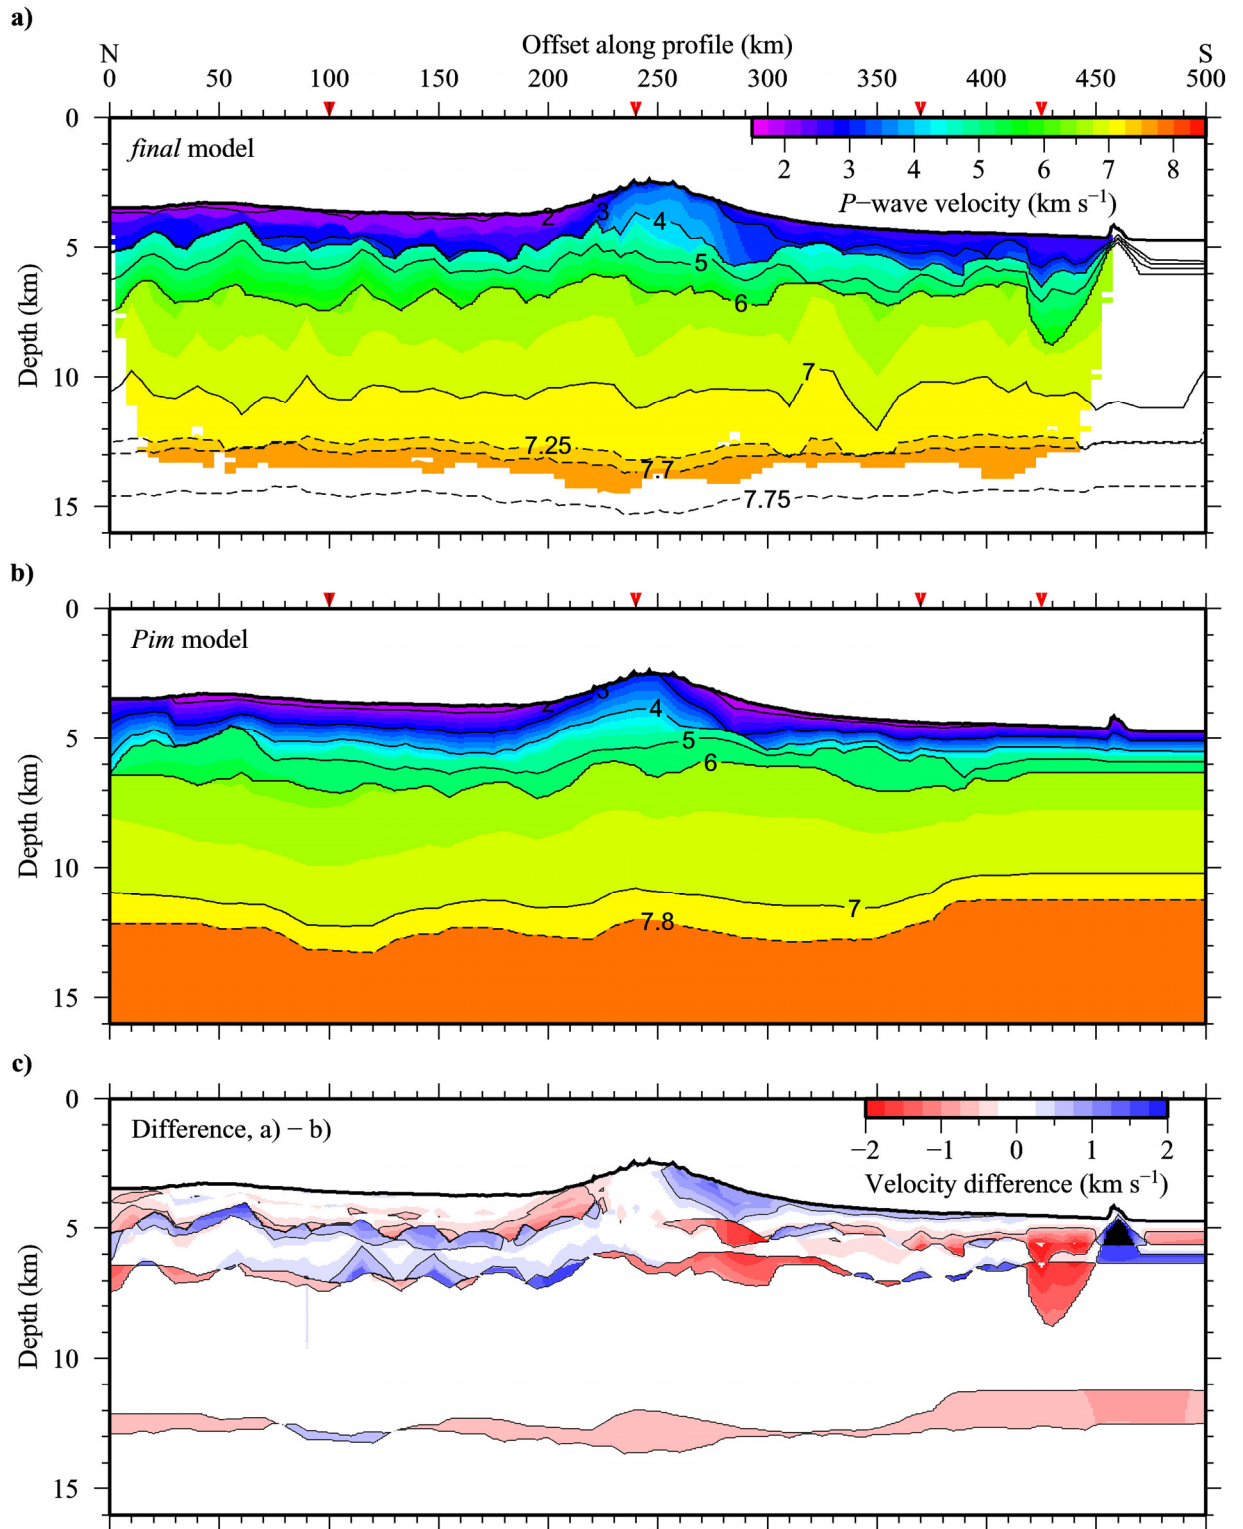 a)
Offset along profile (km)
N S
0 50 100 150 200 250 300 350 400 450 500
0
final model
2 3 4 5 6 7 8
P−wave velocity (km s−1)
2 3 4
5
5
6
Depth (km)
7
10
7.25
7.7
7.75
15
b)
0
Pim model
2 3 4
5
5
6
Depth (km)
10
7
7.8
15
c)
0
Difference, a) − b)
−2 −1 0 1 2
Velocity difference (km s−1)
5
Depth (km)
10
15